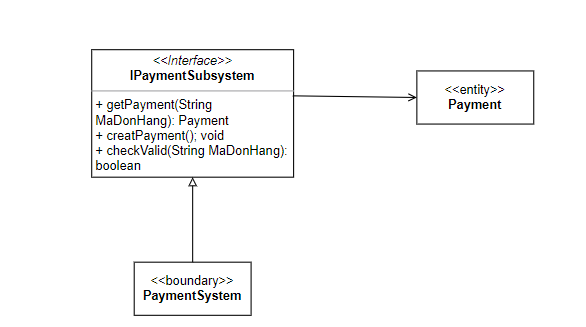 <<Interface>>
IPaymentSubsystem
+ getPayment(String
MaDonHang): Payment
+ creatPayment(); void
+ checkValid(String MaDonHang):
boolean
<<entity>>
Payment
<<boundary>>
PaymentSystem